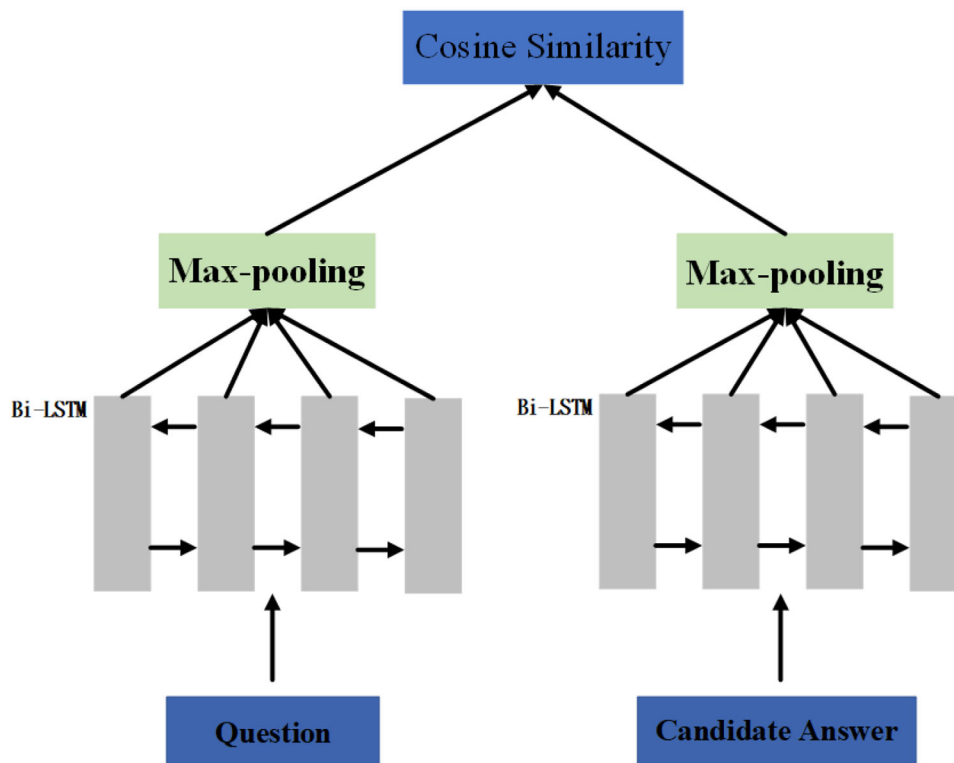 Cosine Similarity
Max-pooling
Max-pooling
Bi-LSTM
Bi-LSTM
Question
Candidate Answer